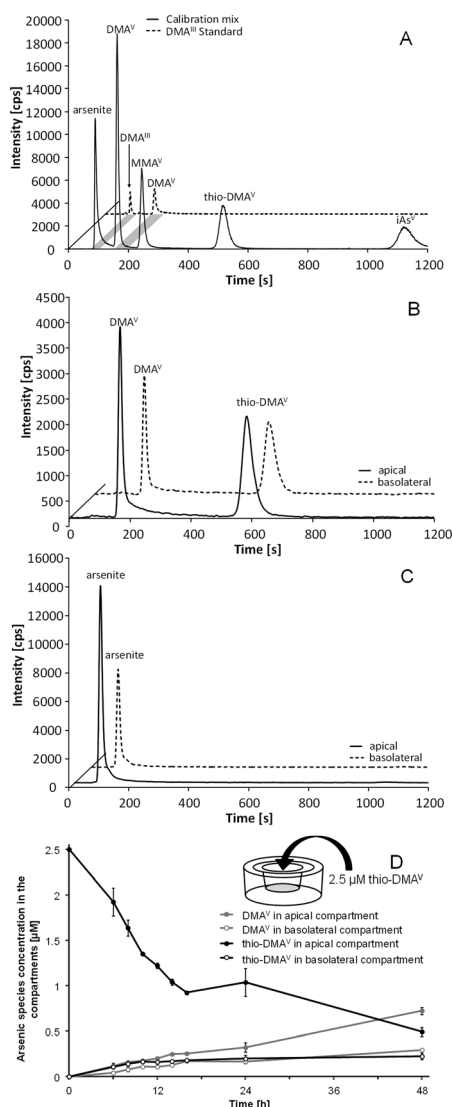 Calibration mix
DMAᴵᴵᴵ Standard
A
Intensity [cps]
20000
18000
16000
14000
12000
10000
8000
6000
4000
2000
0
DMAⱽ
arsenite
DMAᴵᴵᴵ
MMAⱽ
DMAⱽ
thio-DMAⱽ
iAsⱽ
0 200 400 600 800 1000 1200
Time [s]
B
Intensity [cps]
4500
4000
3500
3000
2500
2000
1500
1000
500
0
DMAⱽ
DMAⱽ
thio-DMAⱽ
apical
basolateral
0 200 400 600 800 1000 1200
Time [s]
C
Intensity [cps]
16000
14000
12000
10000
8000
6000
4000
2000
0
arsenite
arsenite
apical
basolateral
0 200 400 600 800 1000 1200
Time [s]
D
Arsenic species concentration in the
compartments [µM]
2.5
2
1.5
1
0.5
0
2.5 µM thio-DMAⱽ
DMAⱽ in apical compartment
DMAⱽ in basolateral compartment
thio-DMAⱽ in apical compartment
thio-DMAⱽ in basolateral compartment
0 12 24 36 48
Time [h]